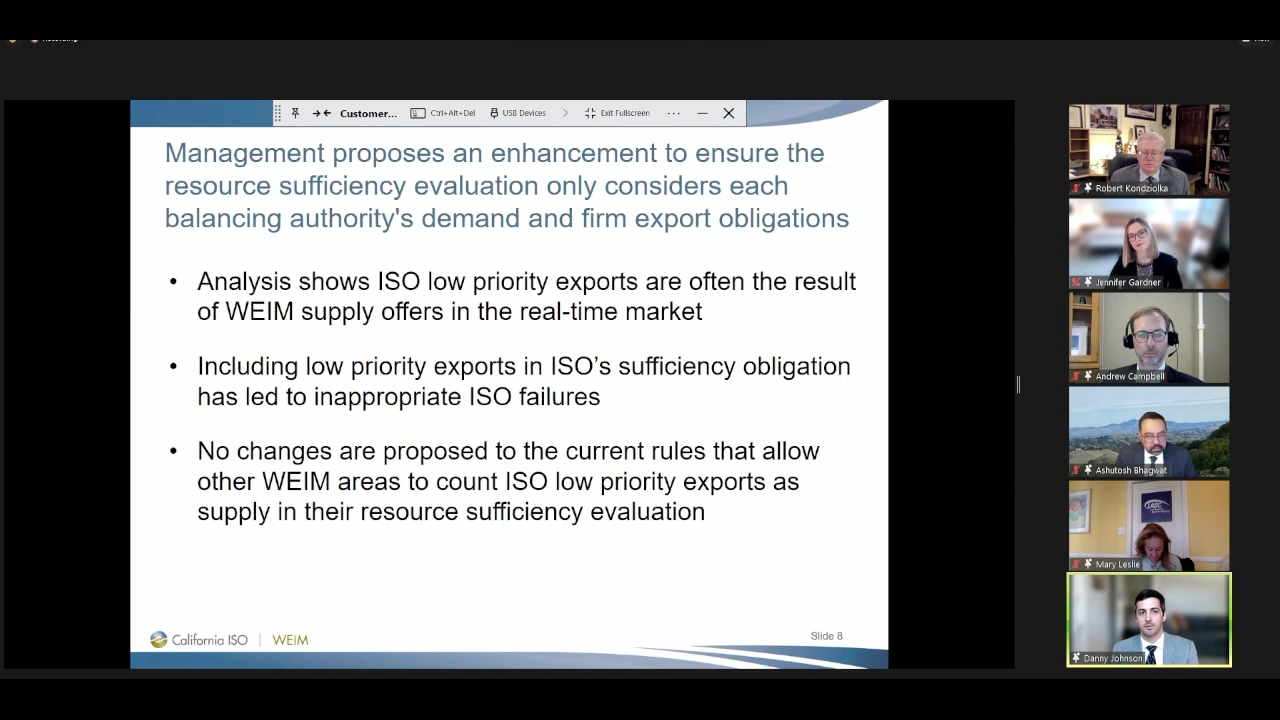 Customer...
Ctrl+Alt+Del
USB Devices
Exit Fullscreen
Management proposes an enhancement to ensure the
resource sufficiency evaluation only considers each
balancing authority's demand and firm export obligations
• Analysis shows ISO low priority exports are often the result
of WEIM supply offers in the real-time market
• Including low priority exports in ISO’s sufficiency obligation
has led to inappropriate ISO failures
• No changes are proposed to the current rules that allow
other WEIM areas to count ISO low priority exports as
supply in their resource sufficiency evaluation
California ISO | WEIM
Slide 8
Robert Kondziolka
Jennifer Gardner
Andrew Campbell
Ashutosh Bhagwat
Mary Leslie
Danny Johnson